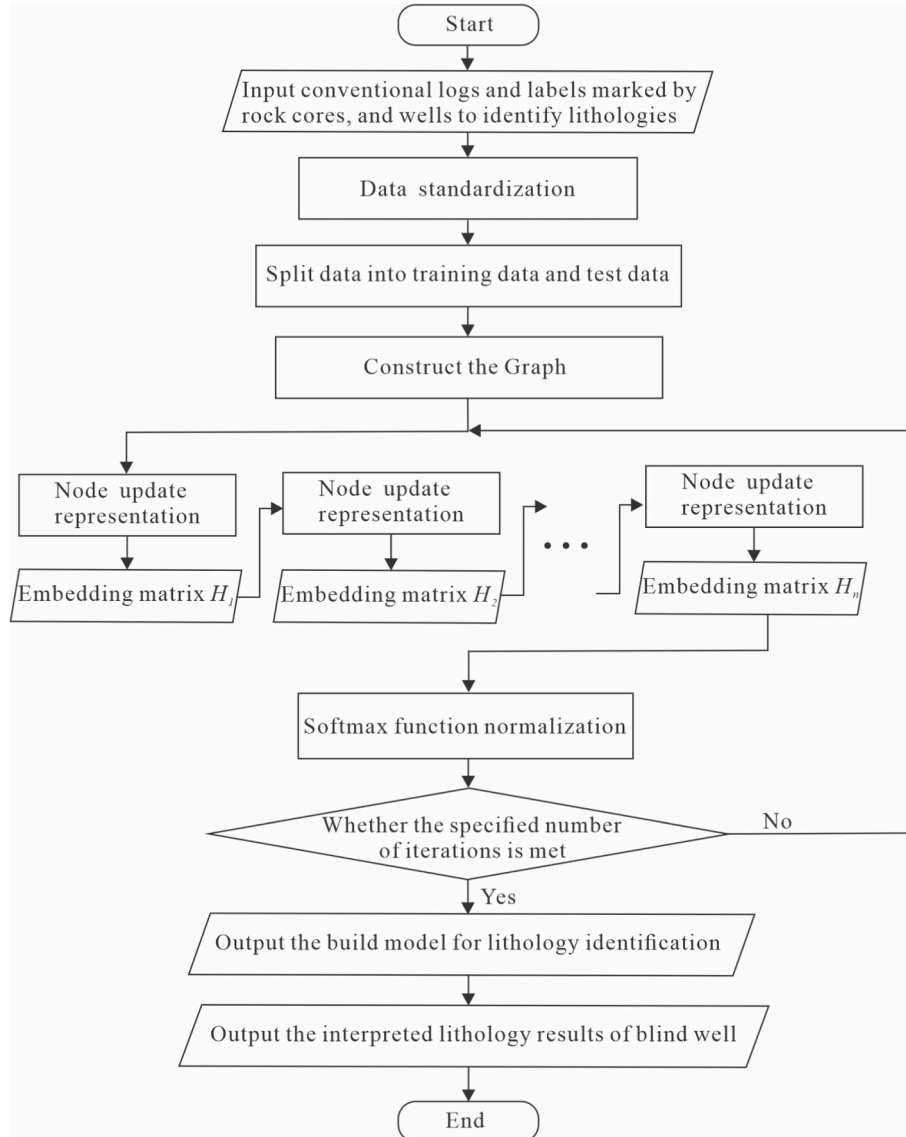 Start
Input conventional logs and labels marked by
rock cores, and wells to identify lithologies
Data standardization
Split data into training data and test data
Construct the Graph
Node update
representation
Embedding matrix H1
Node update
representation
Embedding matrix H2
...
Node update
representation
Embedding matrix Hn
Softmax function normalization
Whether the specified number
of iterations is met
No
Yes
Output the build model for lithology identification
Output the interpreted lithology results of blind well
End